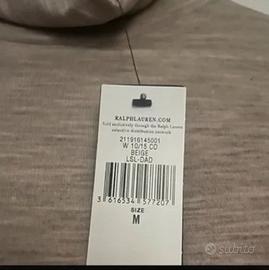 RALPHLAUREN.COM
Sold exclusively through the Ralph Lauren
selective distribution network
211916145001
W 10/15 CO
BEIGE
LSL-DAD
3 616534 577207
SIZE
M
subito